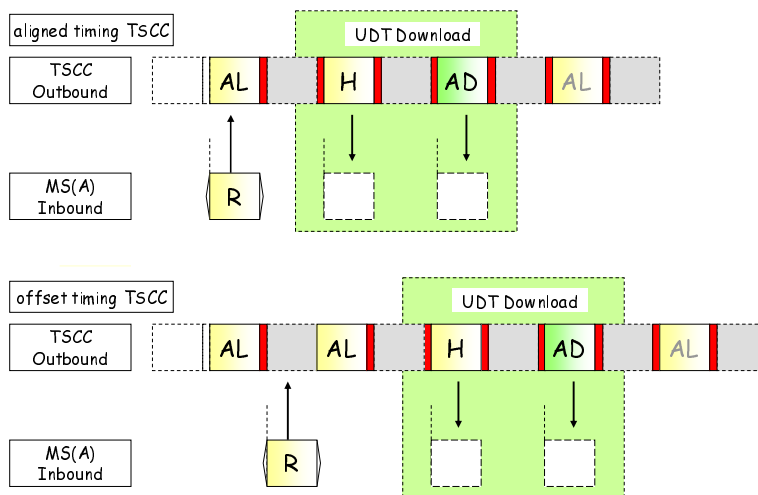 aligned timing TSCC
UDT Download
TSCC
Outbound
AL
H
AD
AL
MS(A)
Inbound
R
offset timing TSCC
UDT Download
TSCC
Outbound
AL
AL
H
AD
AL
MS(A)
Inbound
R